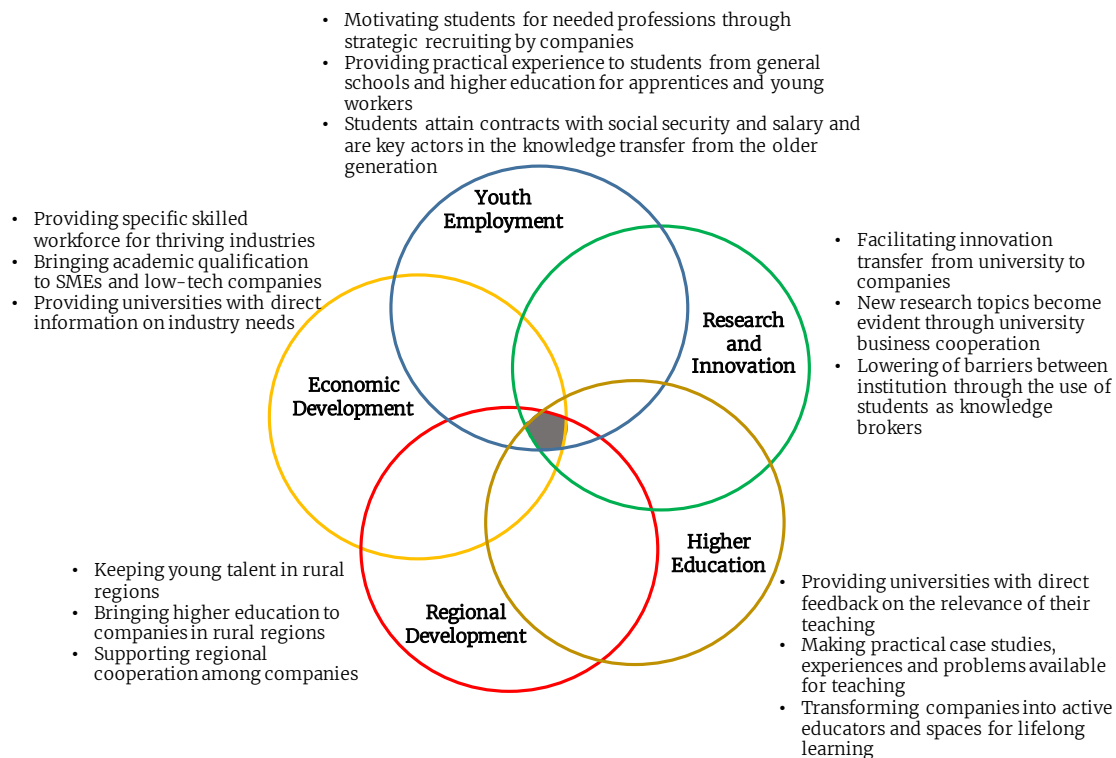 • Motivating students for needed professions through
strategic recruiting by companies
• Providing practical experience to students from general
schools and higher education for apprentices and young
workers
• Students attain contracts with social security and salary and
are key actors in the knowledge transfer from the older
generation
Youth
Employment
• Providing specific skilled
workforce for thriving industries
• Bringing academic qualification
to SMEs and low-tech companies
• Providing universities with direct
information on industry needs
• Facilitating innovation
transfer from university to
companies
• New research topics become
evident through university
business cooperation
• Lowering of barriers between
institution through the use of
students as knowledge
brokers
Research
and
Innovation
Economic
Development
Higher
Education
Regional
Development
• Keeping young talent in rural
regions
• Bringing higher education to
companies in rural regions
• Supporting regional
cooperation among companies
• Providing universities with direct
feedback on the relevance of their
teaching
• Making practical case studies,
experiences and problems available
for teaching
• Transforming companies into active
educators and spaces for lifelong
learning